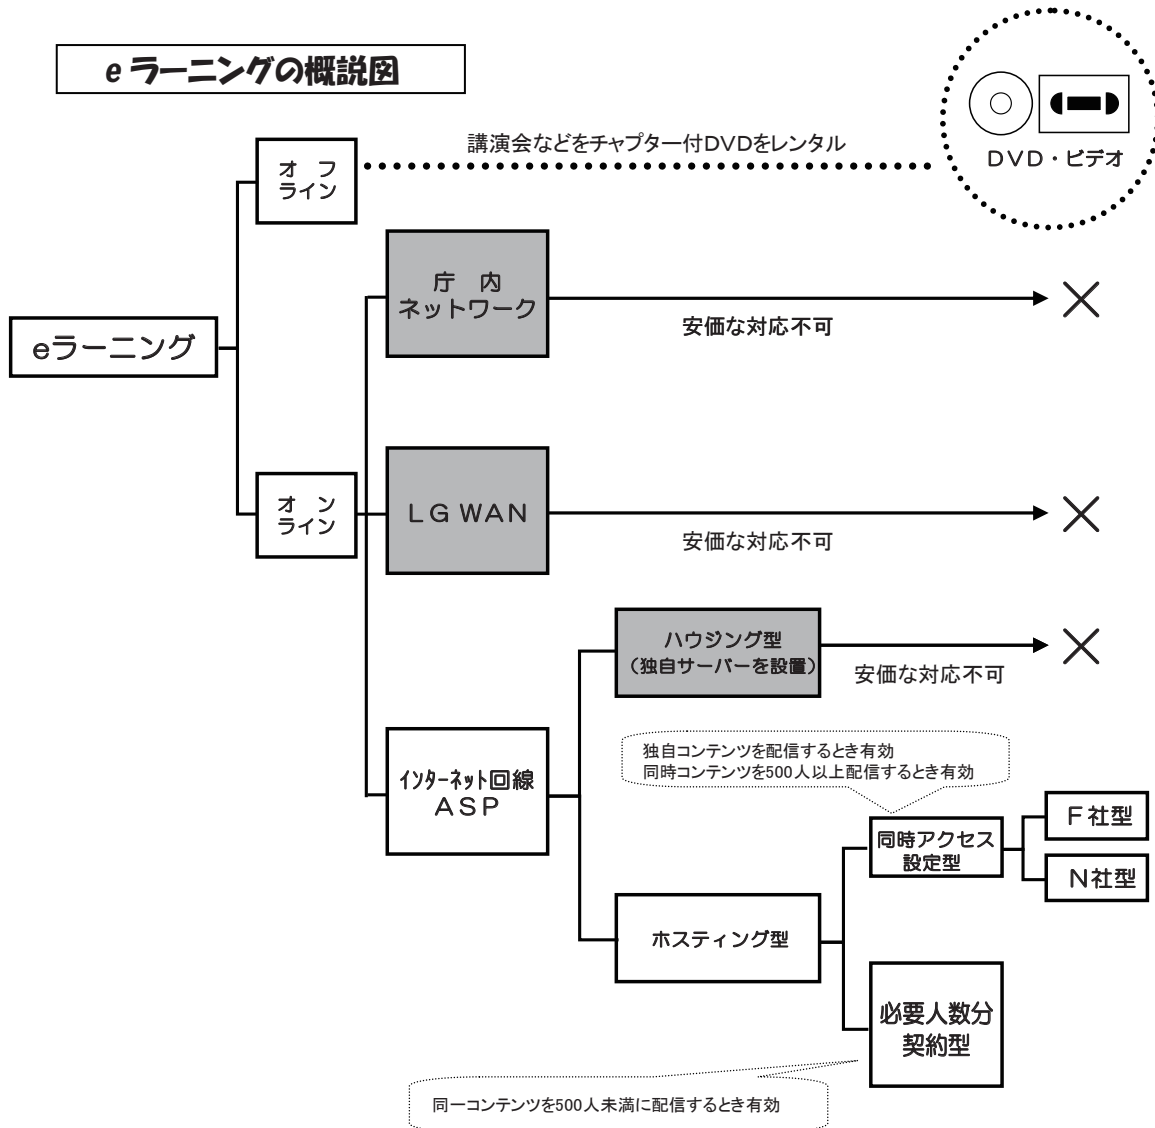 eラーニングの概説図
講演会などをチャプター付DVDをレンタル
DVD・ビデオ
オフ
ライン
庁内
ネットワーク
安価な対応不可
eラーニング
オン
ライン
LGWAN
安価な対応不可
ハウジング型
（独自サーバーを設置）
安価な対応不可
独自コンテンツを配信するとき有効
同時コンテンツを500人以上配信するとき有効
インターネット回線
ASP
同時アクセス
設定型
F社型
N社型
ホスティング型
必要人数分
契約型
同一コンテンツを500人未満に配信するとき有効